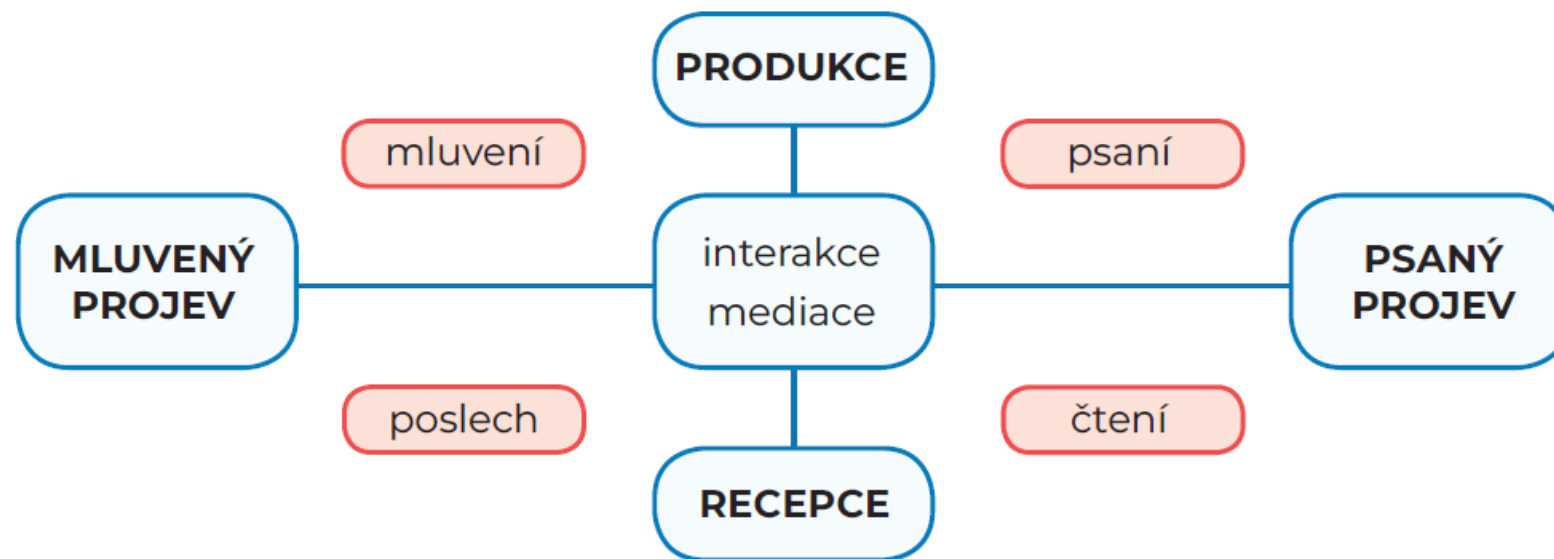 PRODUKCE
mluvení
psaní
MLUVENÝ
PROJEV
interakce
mediace
PSANÝ
PROJEV
poslech
čtení
RECEPCE